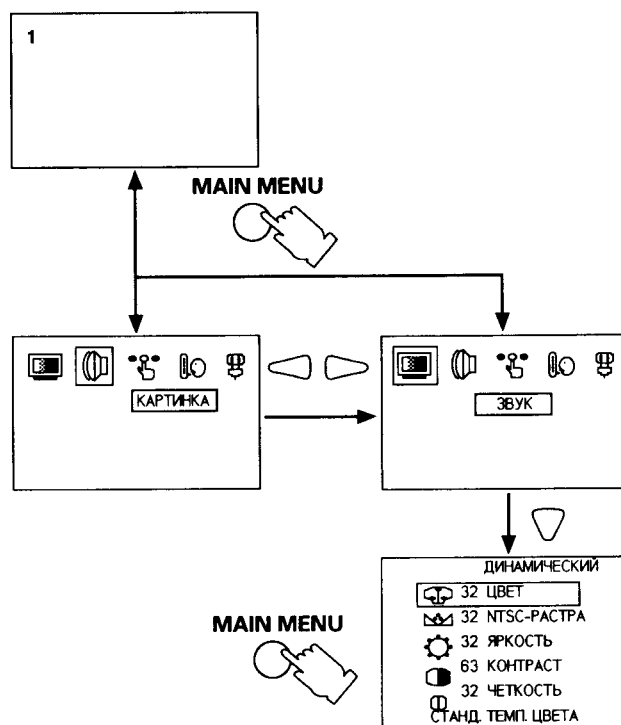 1
MAIN MENU
КАРТИНКА
ЗВУК
ДИНАМИЧЕСКИЙ
32 ЦВЕТ
32 NTSC-РАСТРА
32 ЯРКОСТЬ
63 КОНТРАСТ
32 ЧЕТКОСТЬ
СТАНД. ТЕМП. ЦВЕТА
MAIN MENU